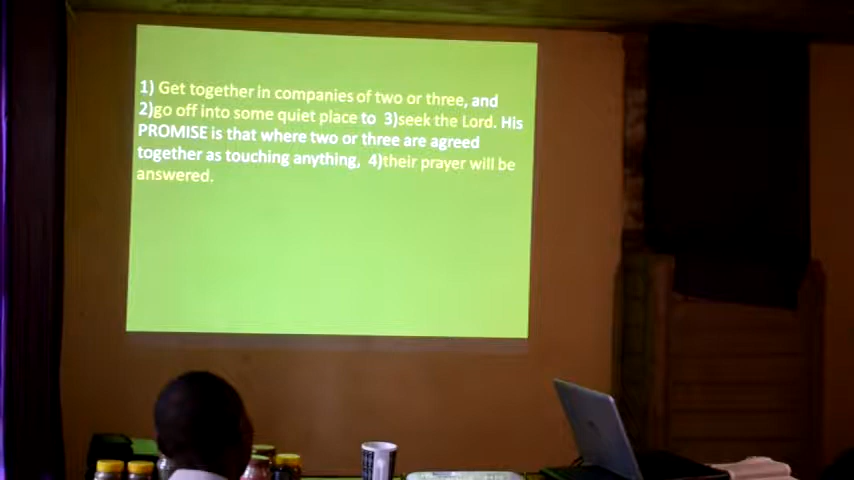 1) Get together in companies of two or three, and
2)go off into some quiet place to 3)seek the Lord. His
PROMISE is that where two or three are agreed
together as touching anything, 4)their prayer will be
answered.